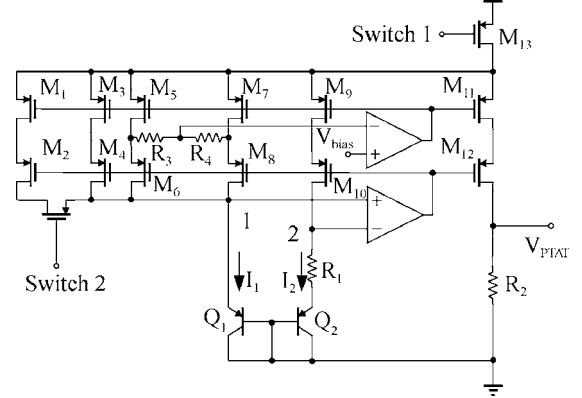 Switch 1
M13
M1 M3 M5 M7 M9 M11
R3 R4 Vbias − +
M2 M4 M6 M8 M10 M12
+ −
1 2
VPTAT
Switch 2
I1 I2 R1 R2
Q1 Q2